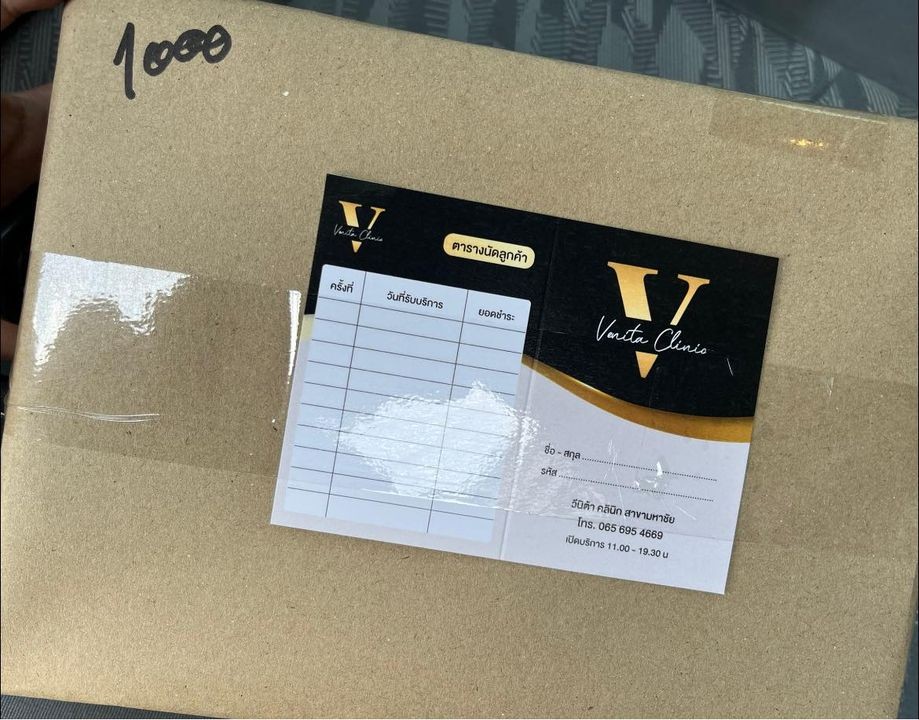 1000
V
Venita Clinic
ตารางนัดลูกค้า
ครั้งที่ วันที่รับบริการ ยอดชำระ
V
Venita Clinic
ชื่อ - สกุล
รหัส
วีนิต้า คลินิก สาขามหาชัย
โทร. 065 695 4669
เปิดบริการ 11.00 - 19.30 น